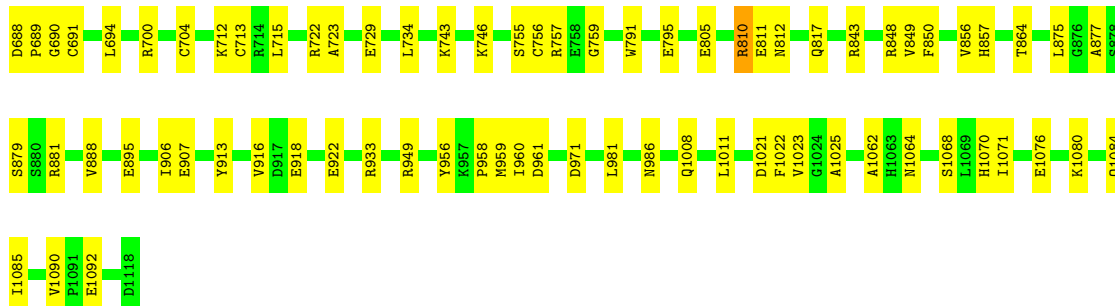 D688 P689 G690 C691 L694 R700 C704 K712 C713 R714 L715 R722 A723 E729 L734 K743 K746 S755 C756 R757 E758 G759 W791 E795 E805 R810 E811 N812 Q817 R843 R848 V849 F850 V856 H857 T864 L875 G876 A877
S879 S880 R881 V888 E895 I906 E907 Y913 V916 D917 E918 E922 R933 R949 Y956 K957 P958 M959 I960 D961 D971 L981 N986 Q1008 L1011 D1021 F1022 V1023 G1024 A1025 A1062 H1063 N1064 S1068 L1069 H1070 I1071 E1076 K1080
I1085 V1090 P1091 E1092 D1118